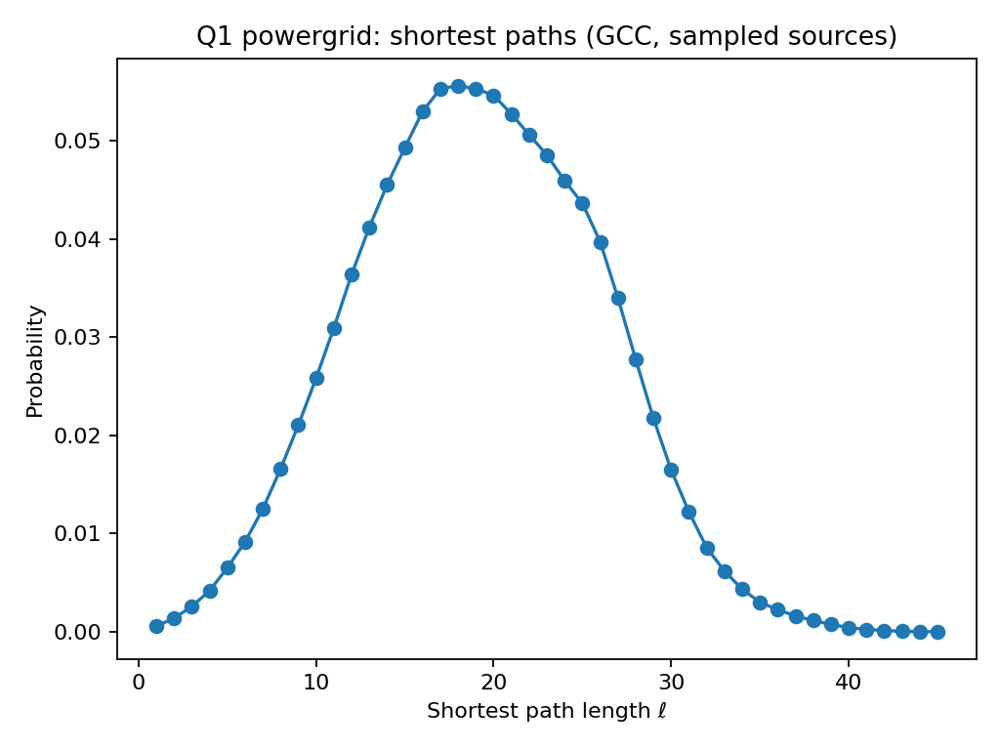 Q1 powergrid: shortest paths (GCC, sampled sources)
Probability
0.05
0.04
0.03
0.02
0.01
0.00
0 10 20 30 40
Shortest path length ℓ